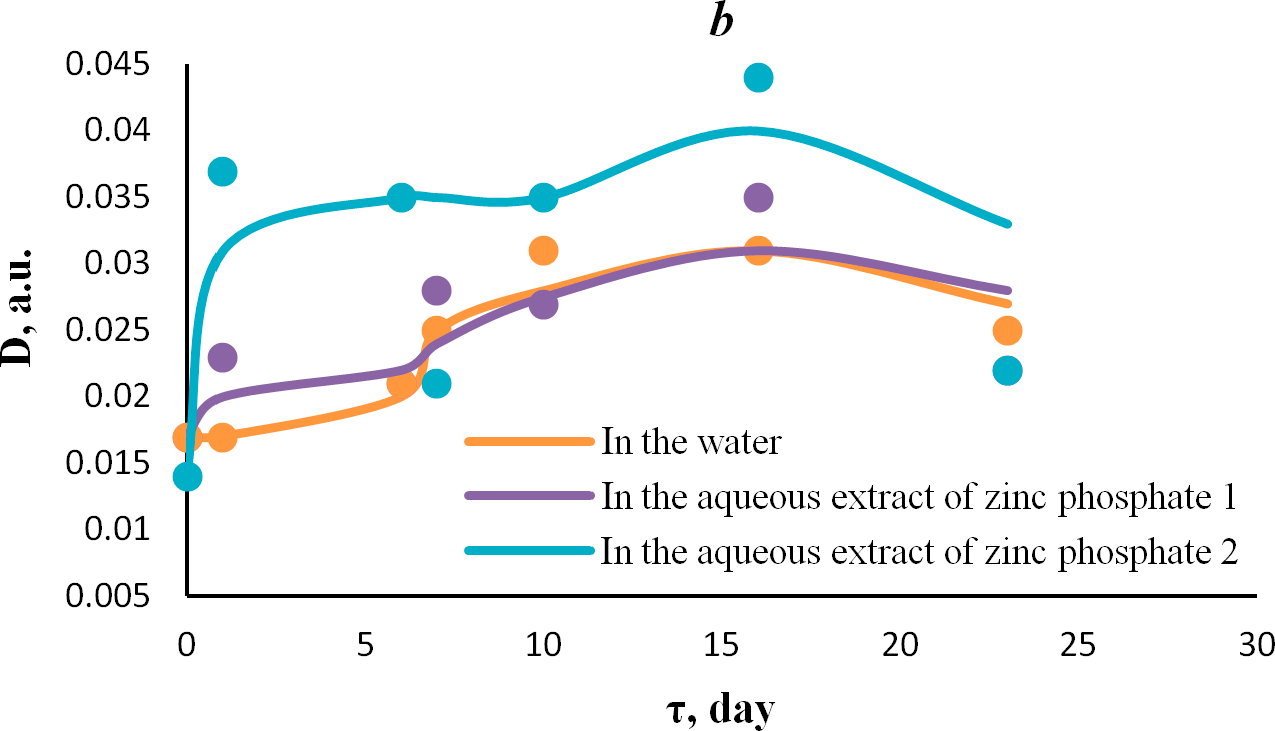 b
0.045
0.04
0.035
0.03
0.025
0.02
0.015
0.01
0.005
D, a.u.
In the water
In the aqueous extract of zinc phosphate 1
In the aqueous extract of zinc phosphate 2
0 5 10 15 20 25 30
τ, day